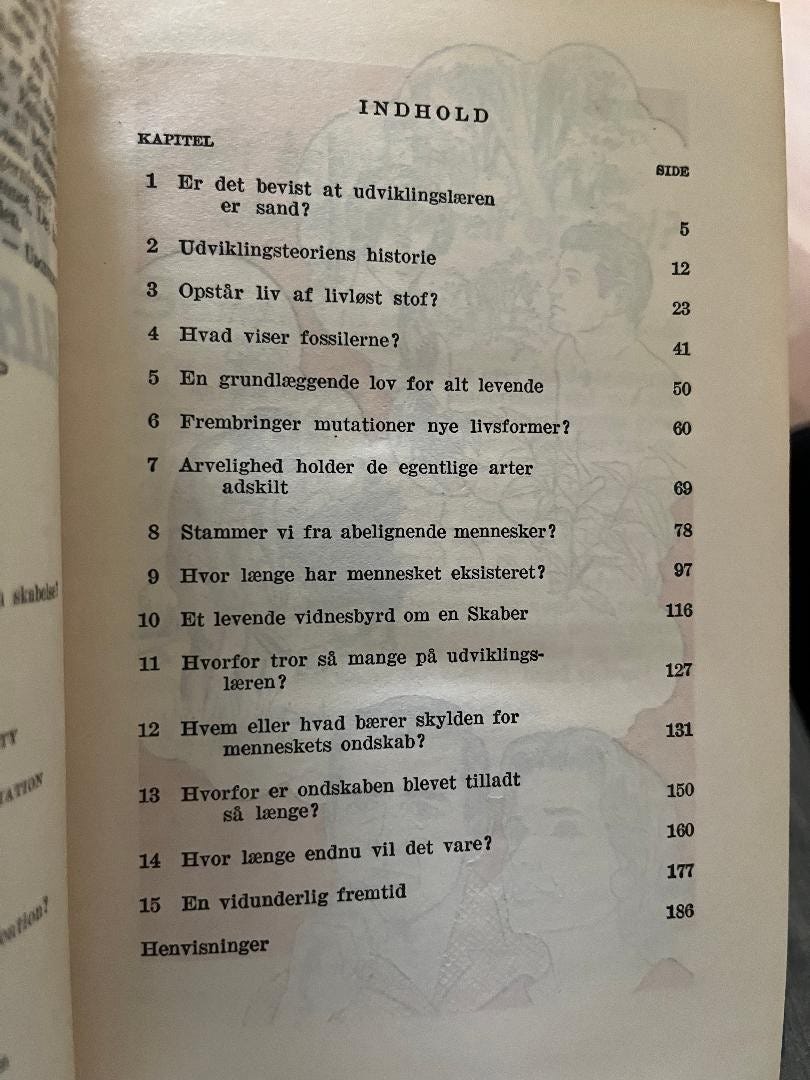 INDHOLD
KAPITEL
SIDE
1 Er det bevist at udviklingslæren
er sand? 5
2 Udviklingsteoriens historie 12
3 Opstår liv af livløst stof? 23
4 Hvad viser fossilerne? 41
5 En grundlæggende lov for alt levende 50
6 Frembringer mutationer nye livsformer? 60
7 Arvelighed holder de egentlige arter
adskilt 69
8 Stammer vi fra abelignende mennesker? 78
9 Hvor længe har mennesket eksisteret? 97
10 Et levende vidnesbyrd om en Skaber 116
11 Hvorfor tror så mange på udviklings-
læren? 127
12 Hvem eller hvad bærer skylden for
menneskets ondskab? 131
13 Hvorfor er ondskaben blevet tilladt
så længe? 150
14 Hvor længe endnu vil det vare? 160
15 En vidunderlig fremtid 177
Henvisninger 186